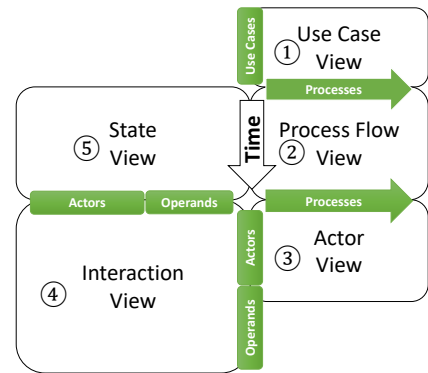 Use Cases
① Use Case
View
Processes
⑤ State
View
Time
Process Flow
② View
Actors
Operands
Processes
④ Interaction
View
Actors
Operands
③ Actor
View